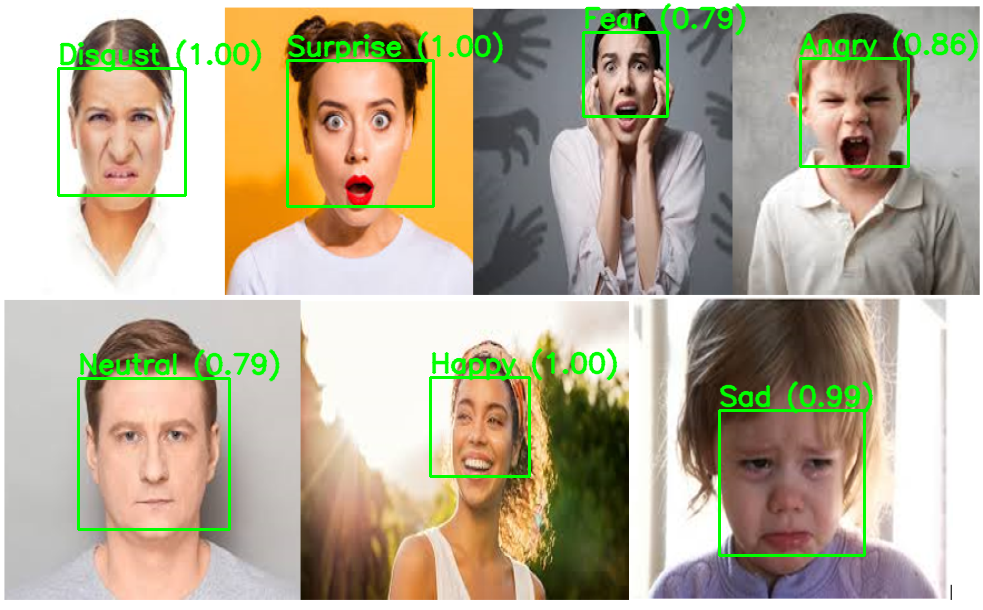 Disgust (1.00)
Surprise (1.00)
Fear (0.79)
Angry (0.86)
Neutral (0.79)
Happy (1.00)
Sad (0.99)